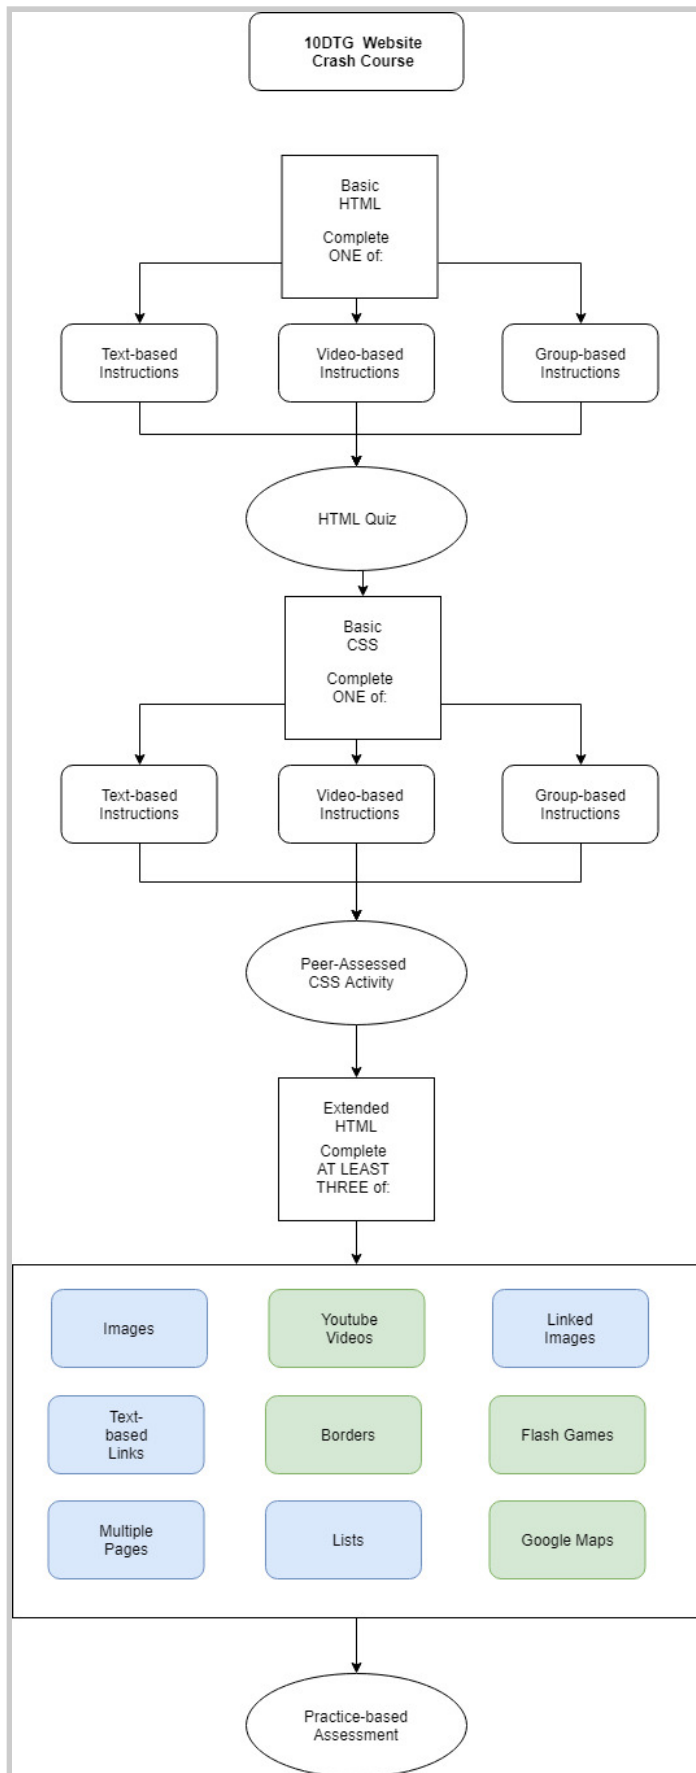 10DTG Website
Crash Course
Basic
HTML
Complete
ONE of:
Text-based
Instructions
Video-based
Instructions
Group-based
Instructions
HTML Quiz
Basic
CSS
Complete
ONE of:
Text-based
Instructions
Video-based
Instructions
Group-based
Instructions
Peer-Assessed
CSS Activity
Extended
HTML
Complete
AT LEAST
THREE of:
Images
Youtube
Videos
Linked
Images
Text-
based
Links
Borders
Flash Games
Multiple
Pages
Lists
Google Maps
Practice-based
Assessment